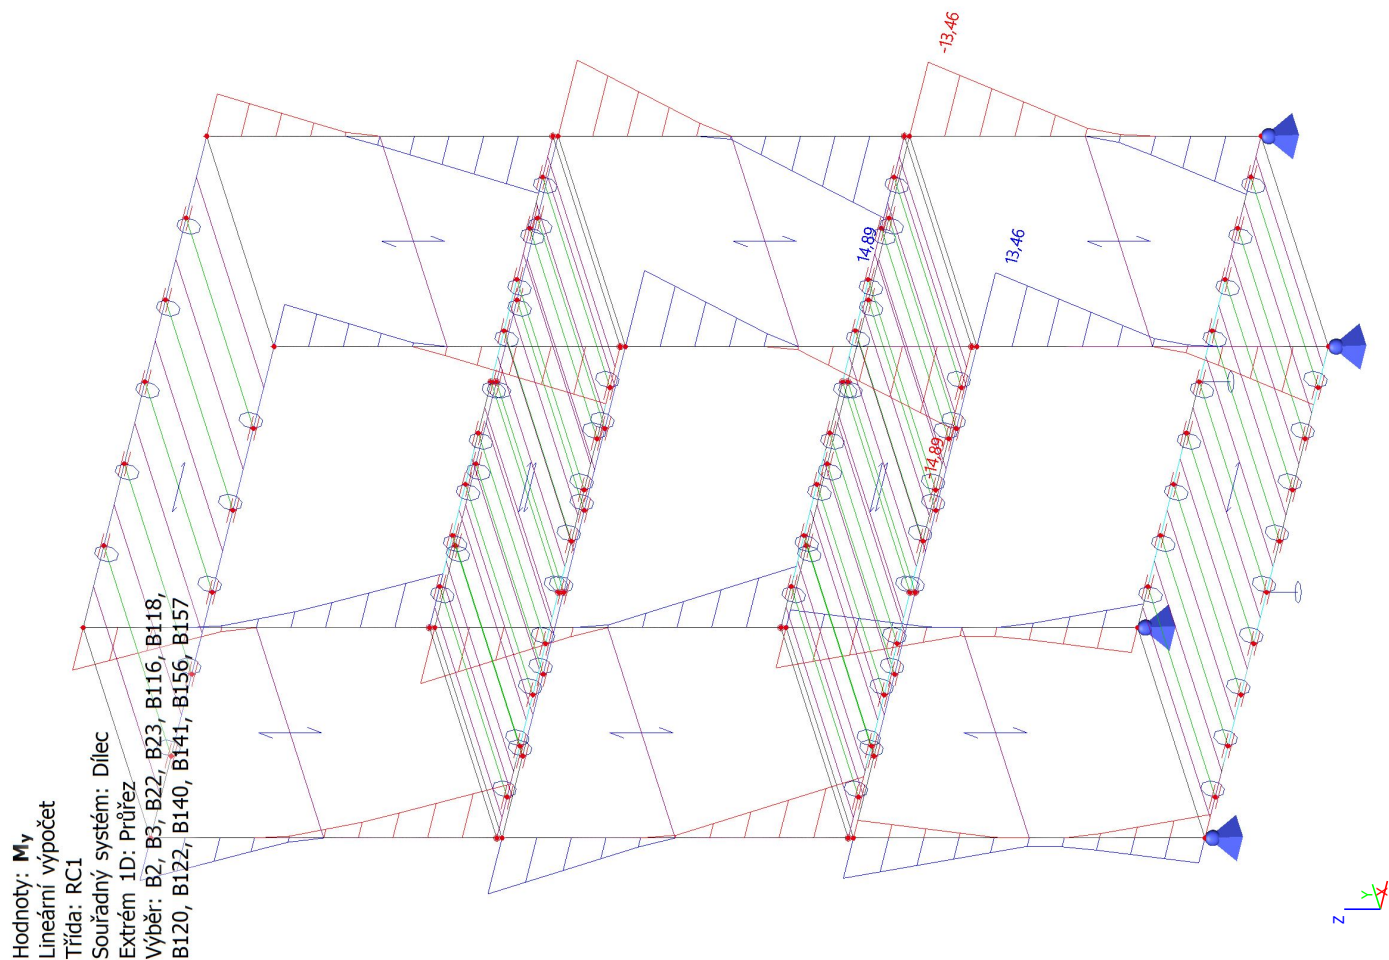 Hodnoty: My
Lineární výpočet
Třída: RC1
Souřadný systém: Dílec
Extrém 1D: Průřez
Výběr: B2, B3, B22, B23, B116, B118,
B120, B122, B140, B141, B156, B157
-13,46
14,89
13,46
-14,89
Z
Y
X